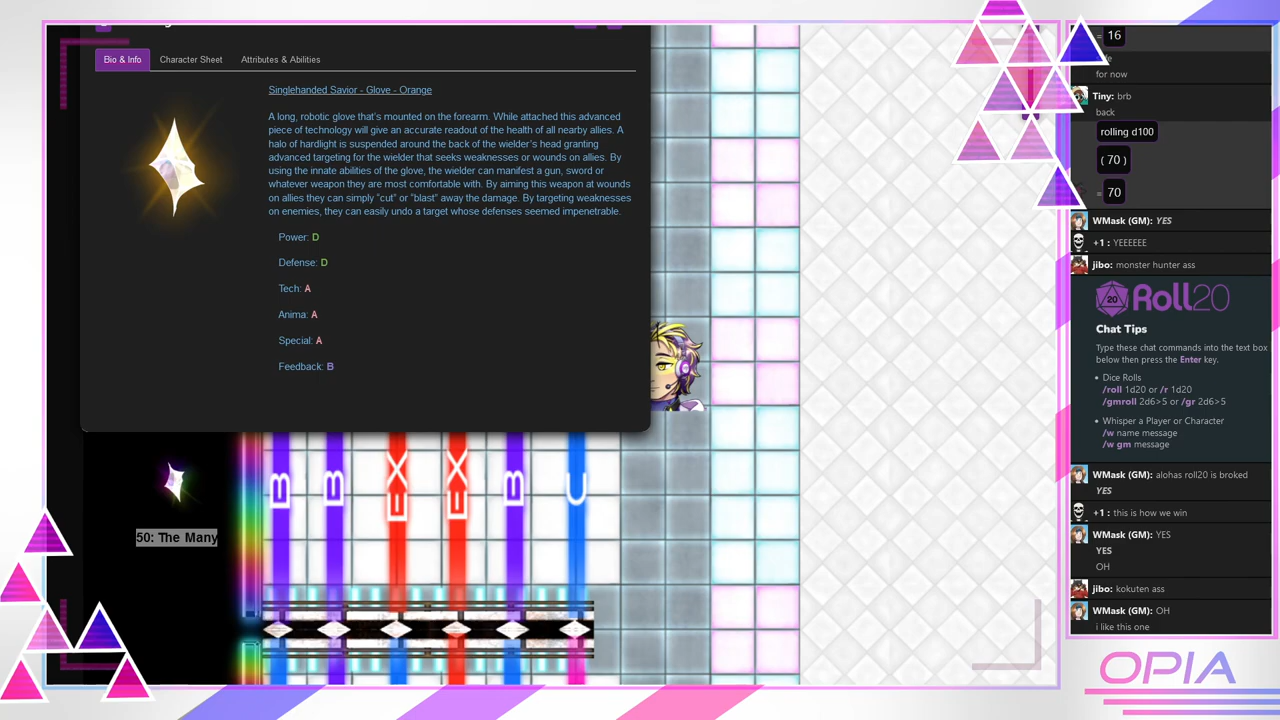 Bio & Info
Character Sheet
Attributes & Abilities
Singlehanded Savior - Glove - Orange
A long, robotic glove that's mounted on the forearm. While attached this advanced
piece of technology will give an accurate readout of the health of all nearby allies. A
halo of hardlight is suspended around the back of the wielder's head granting
advanced targeting for the wielder that seeks weaknesses or wounds on allies. By
using the innate abilities of the glove, the wielder can manifest a gun, sword or
whatever weapon they are most comfortable with. By aiming this weapon at wounds
on allies they can simply "cut" or "blast" away the damage. By targeting weaknesses
on enemies, they can easily undo a target whose defenses seemed impenetrable.
Power: D
Defense: D
Tech: A
Anima: A
Special: A
Feedback: B
B
B
EX
EX
B
U
50: The Many
= 16
for now
Tiny: brb
back
rolling d100
( 70 )
= 70
WMask (GM): YES
+1 : YEEEEEE
jibo: monster hunter ass
20
Roll20
Chat Tips
Type these chat commands into the text box
below then press the Enter key.
• Dice Rolls
/roll 1d20 or /r 1d20
/gmroll 2d6>5 or /gr 2d6>5
• Whisper a Player or Character
/w name message
/w gm message
WMask (GM): alohas roll20 is broked
YES
+1 : this is how we win
WMask (GM): YES
YES
OH
jibo: kokuten ass
WMask (GM): OH
i like this one
OPIA